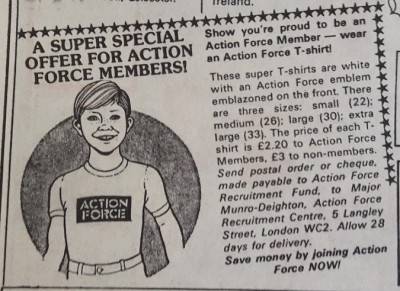 Ireland.
A SUPER SPECIAL
OFFER FOR ACTION
FORCE MEMBERS!
ACTION
FORCE
Show you're proud to be an
Action Force Member — wear
an Action Force T-shirt!
These super T-shirts are white
with an Action Force emblem
emblazoned on the front. There
are three sizes: small (22);
medium (26); large (30); extra
large (33). The price of each T-
shirt is £2.20 to Action Force
Members, £3 to non-members.
Send postal order or cheque,
made payable to Action Force
Recruitment Fund, to Major
Munro-Deighton, Action Force
Recruitment Centre, 5 Langley
Street, London WC2. Allow 28
days for delivery.
Save money by joining Action
Force NOW!